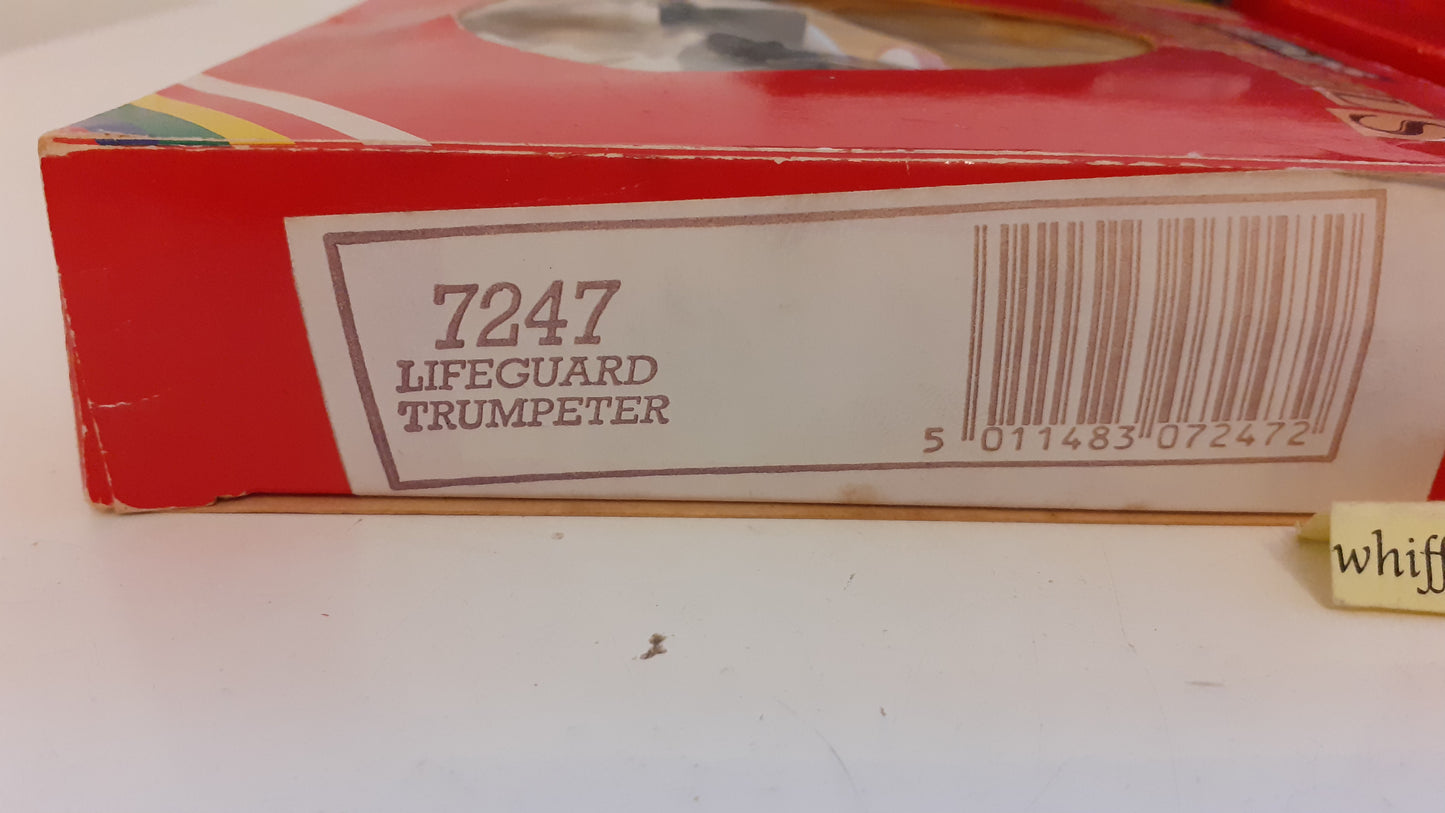 7247
LIFEGUARD
TRUMPETER
5 011483 072472
whiff